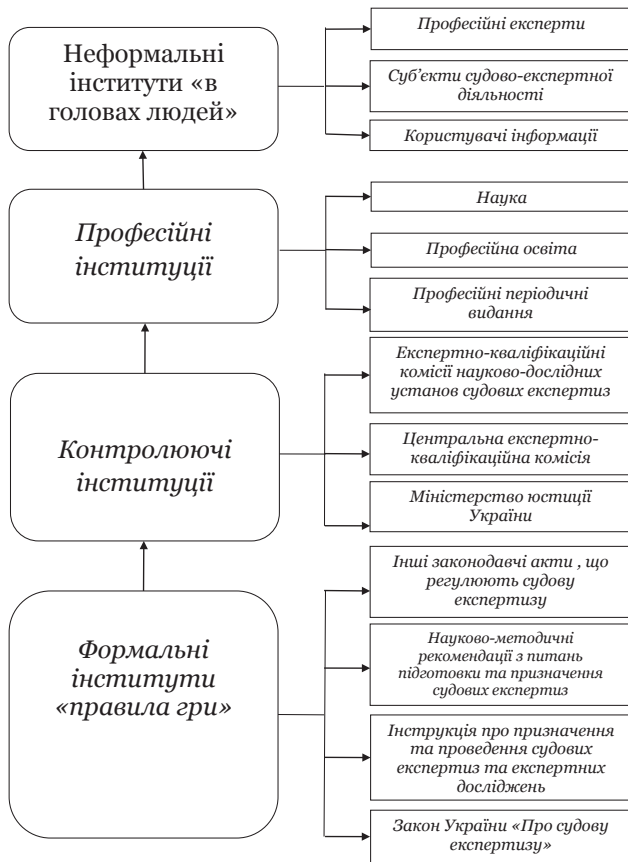 Неформальні
інститути «в
головах людей»
Професійні експерти
Суб’єкти судово-експертної
діяльності
Користувачі інформації
Професійні
інституції
Наука
Професійна освіта
Професійні періодичні
видання
Контролюючі
інституції
Експертно-кваліфікаційні
комісії науково-дослідних
установ судових експертиз
Центральна експертно-
кваліфікаційна комісія
Міністерство юстиції
України
Формальні
інститути
«правила гри»
Інші законодавчі акти , що
регулюють судову
експертизу
Науково-методичні
рекомендації з питань
підготовки та призначення
судових експертиз
Інструкція про призначення
та проведення судових
експертиз та експертних
досліджень
Закон України «Про судову
експертизу»